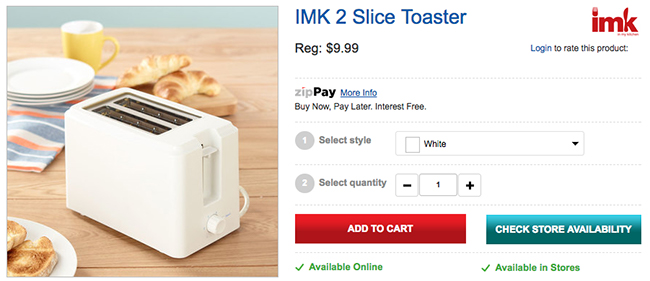 IMK 2 Slice Toaster
imk
in my kitchen
Reg: $9.99
Login to rate this product:
zipPay More Info
Buy Now, Pay Later. Interest Free.
1 Select style
White
2 Select quantity
- 1 +
ADD TO CART
CHECK STORE AVAILABILITY
✓ Available Online
✓ Available in Stores